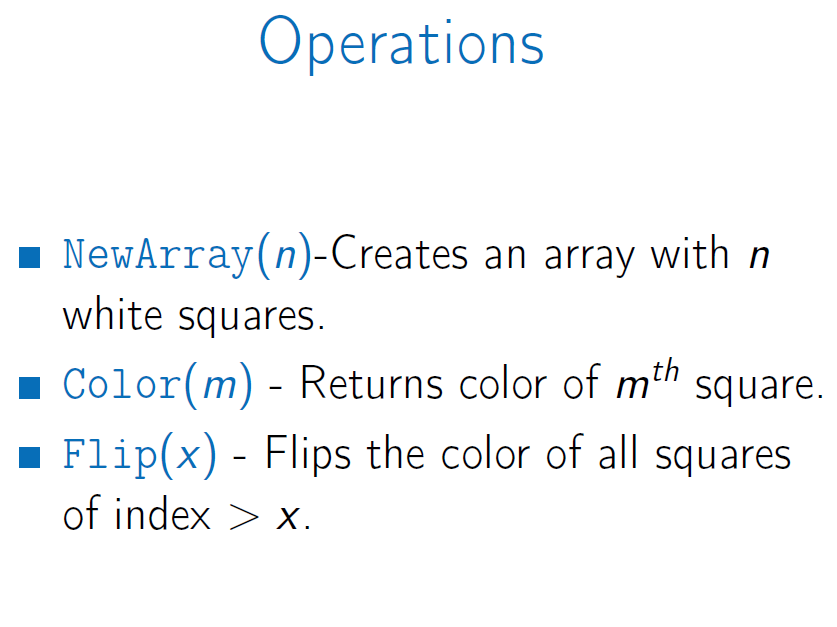 Operations
■ NewArray(n)-Creates an array with n
white squares.
■ Color(m) - Returns color of mᵗʰ square.
■ Flip(x) - Flips the color of all squares
of index > x.